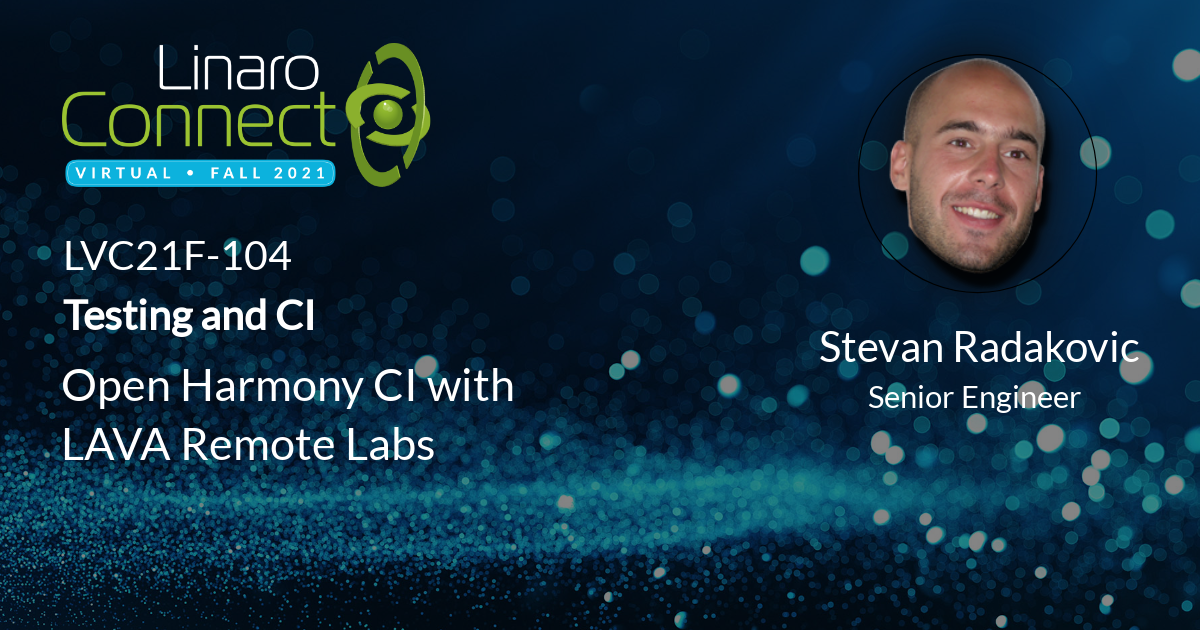 Linaro
Connect
VIRTUAL • FALL 2021
LVC21F-104
Testing and CI
Open Harmony CI with
LAVA Remote Labs
Stevan Radakovic
Senior Engineer